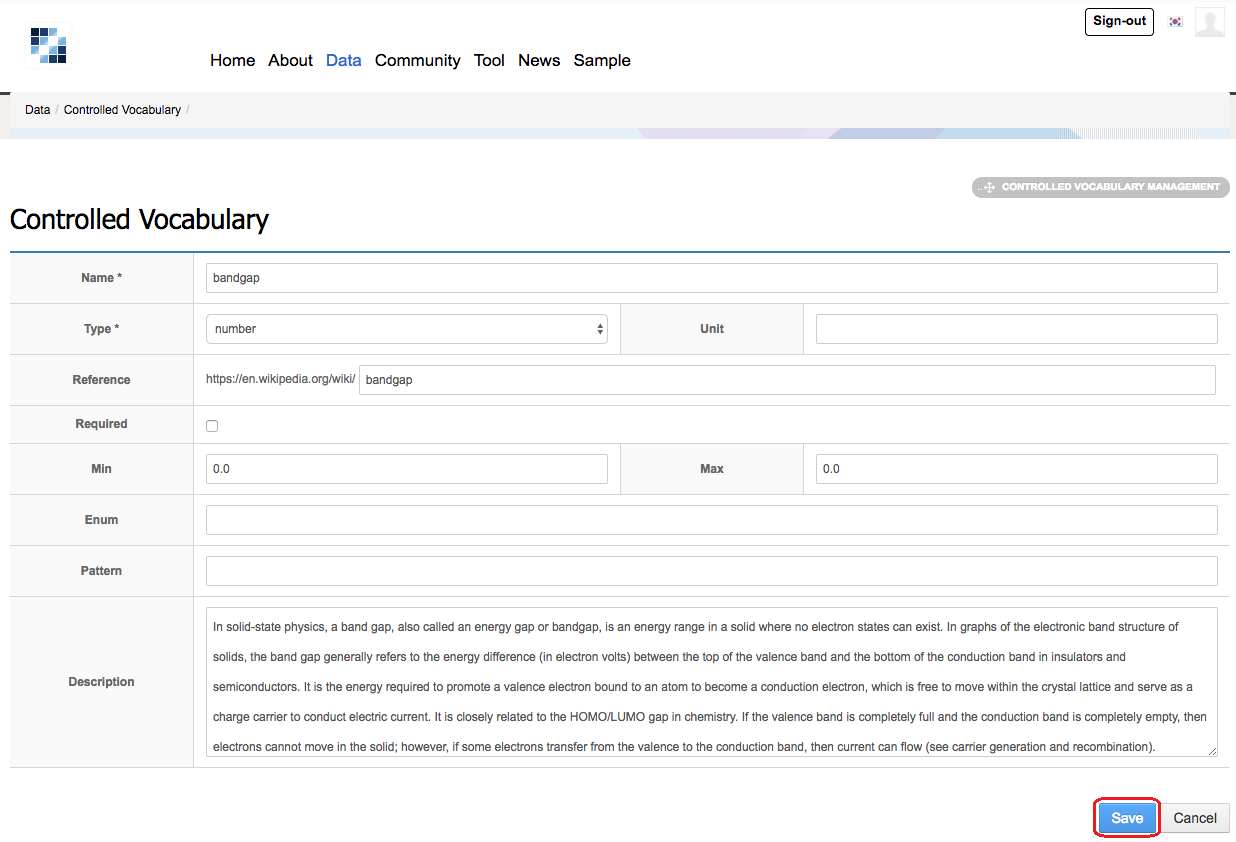 Sign-out
Home About Data Community Tool News Sample
Data / Controlled Vocabulary /
CONTROLLED VOCABULARY MANAGEMENT
Controlled Vocabulary
Name * bandgap
Type * number Unit
Reference https://en.wikipedia.org/wiki/ bandgap
Required
Min 0.0 Max 0.0
Enum
Pattern
Description
In solid-state physics, a band gap, also called an energy gap or bandgap, is an energy range in a solid where no electron states can exist. In graphs of the electronic band structure of
solids, the band gap generally refers to the energy difference (in electron volts) between the top of the valence band and the bottom of the conduction band in insulators and
semiconductors. It is the energy required to promote a valence electron bound to an atom to become a conduction electron, which is free to move within the crystal lattice and serve as a
charge carrier to conduct electric current. It is closely related to the HOMO/LUMO gap in chemistry. If the valence band is completely full and the conduction band is completely empty, then
electrons cannot move in the solid; however, if some electrons transfer from the valence to the conduction band, then current can flow (see carrier generation and recombination).
Save Cancel